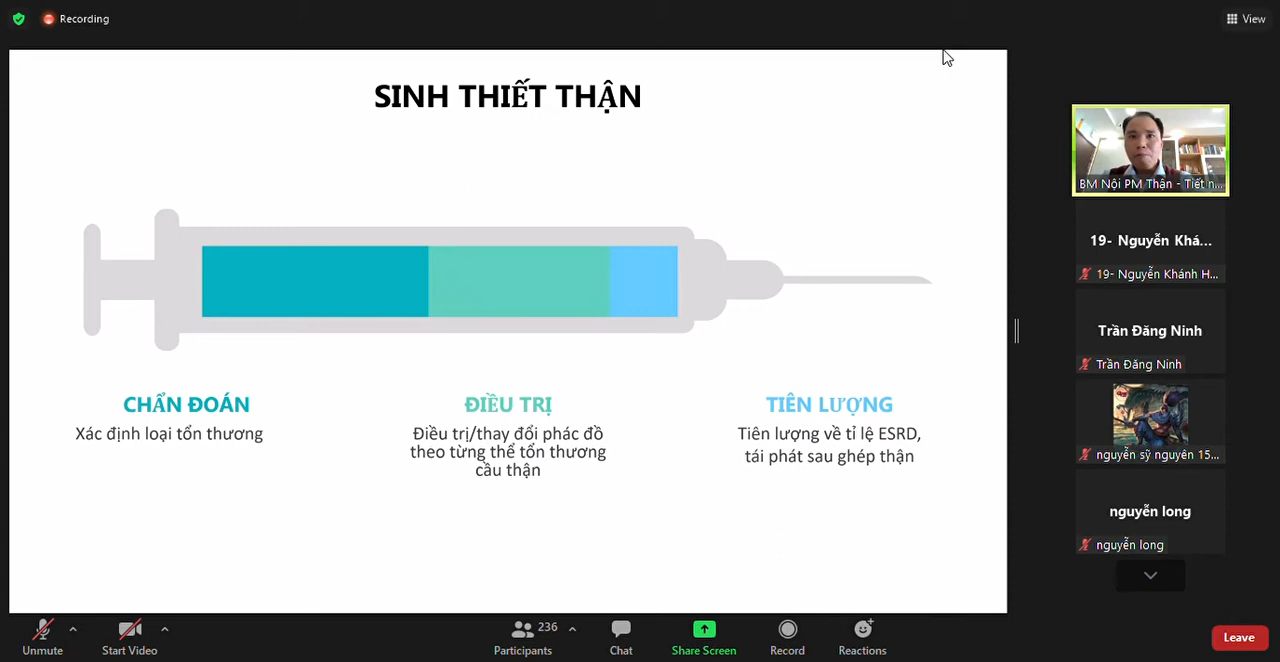 Recording
View
SINH THIẾT THẬN
CHẨN ĐOÁN
Xác định loại tổn thương
ĐIỀU TRỊ
Điều trị/thay đổi phác đồ
theo từng thể tổn thương
cầu thận
TIÊN LƯỢNG
Tiên lượng về tỉ lệ ESRD,
tái phát sau ghép thận
BM Nội PM Thận - Tiết n...
19- Nguyễn Khá...
19- Nguyễn Khánh H...
Trần Đăng Ninh
Trần Đăng Ninh
nguyễn sỹ nguyên 15...
nguyễn long
nguyễn long
Unmute
Start Video
236
Participants
Chat
Share Screen
Record
Reactions
Leave